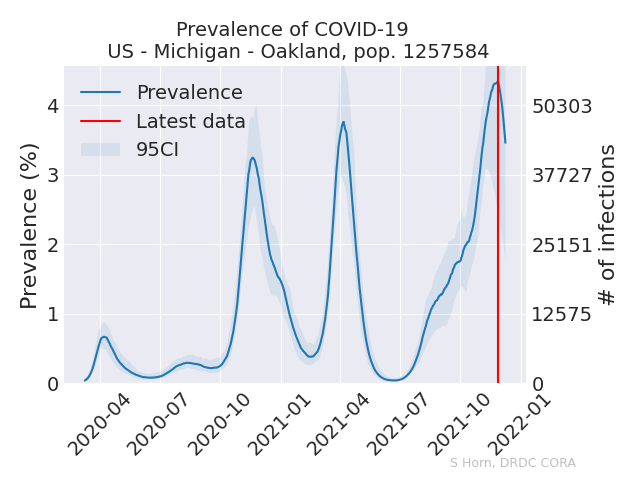 Prevalence of COVID-19
US - Michigan - Oakland, pop. 1257584
Prevalence
Latest data
95CI
Prevalence (%)
4
3
2
1
0
50303
37727
25151
12575
0
# of infections
2020-04
2020-07
2020-10
2021-01
2021-04
2021-07
2021-10
2022-01
S Horn, DRDC CORA